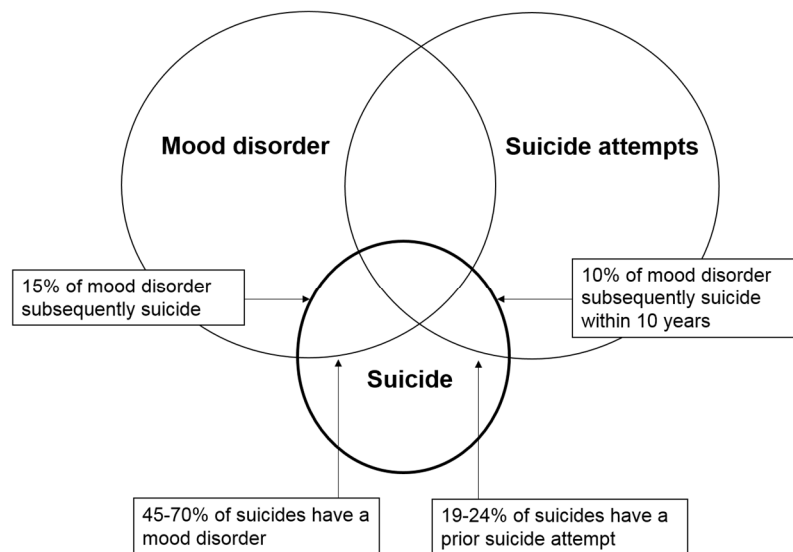 Mood disorder
Suicide attempts
15% of mood disorder
subsequently suicide
10% of mood disorder
subsequently suicide
within 10 years
Suicide
45-70% of suicides have a
mood disorder
19-24% of suicides have a
prior suicide attempt